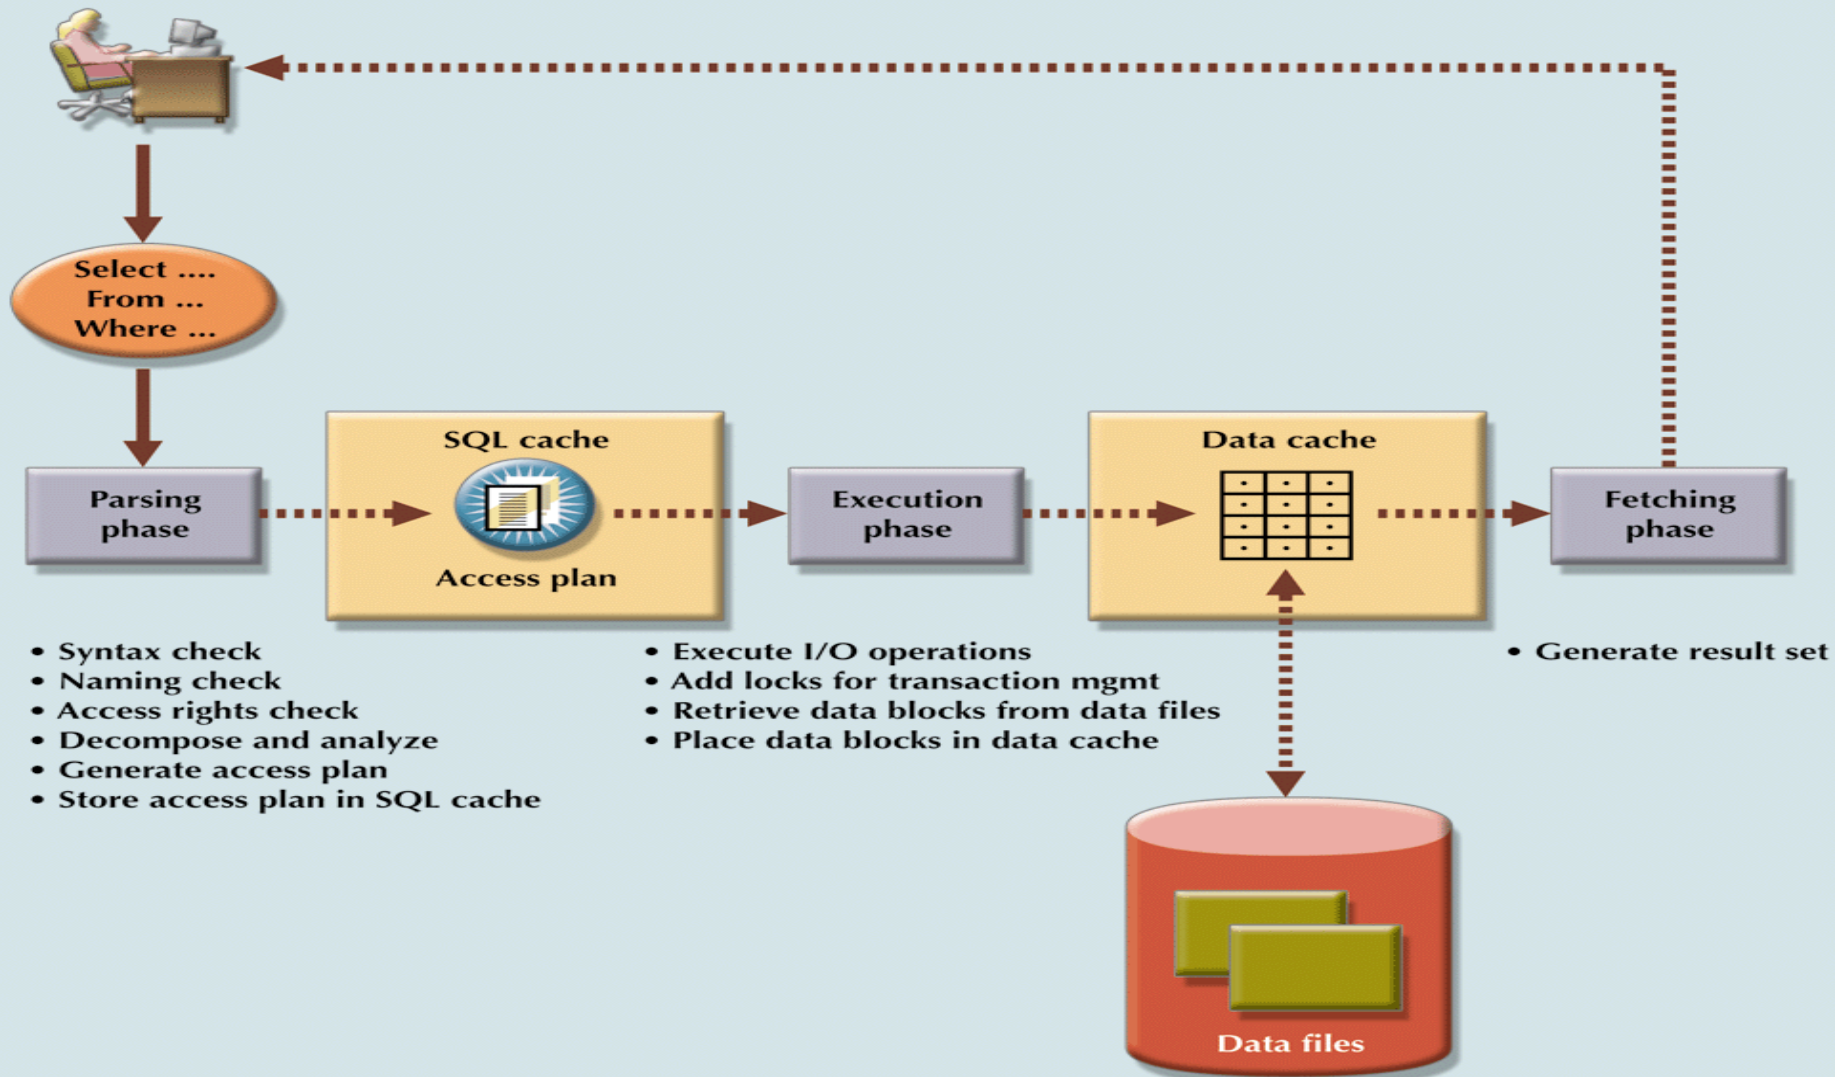 Select ....
From ...
Where ...
Parsing
phase
SQL cache
Access plan
Execution
phase
Data cache
Fetching
phase
• Syntax check
• Naming check
• Access rights check
• Decompose and analyze
• Generate access plan
• Store access plan in SQL cache
• Execute I/O operations
• Add locks for transaction mgmt
• Retrieve data blocks from data files
• Place data blocks in data cache
• Generate result set
Data files